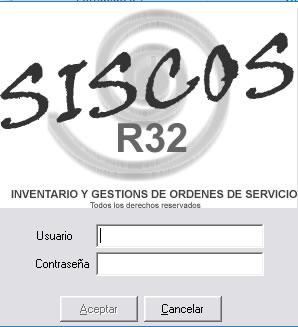 SISCOS
R32
INVENTARIO Y GESTIONS DE ORDENES DE SERVICIO
Todos los derechos reservados
Usuario
Contraseña
Aceptar Cancelar